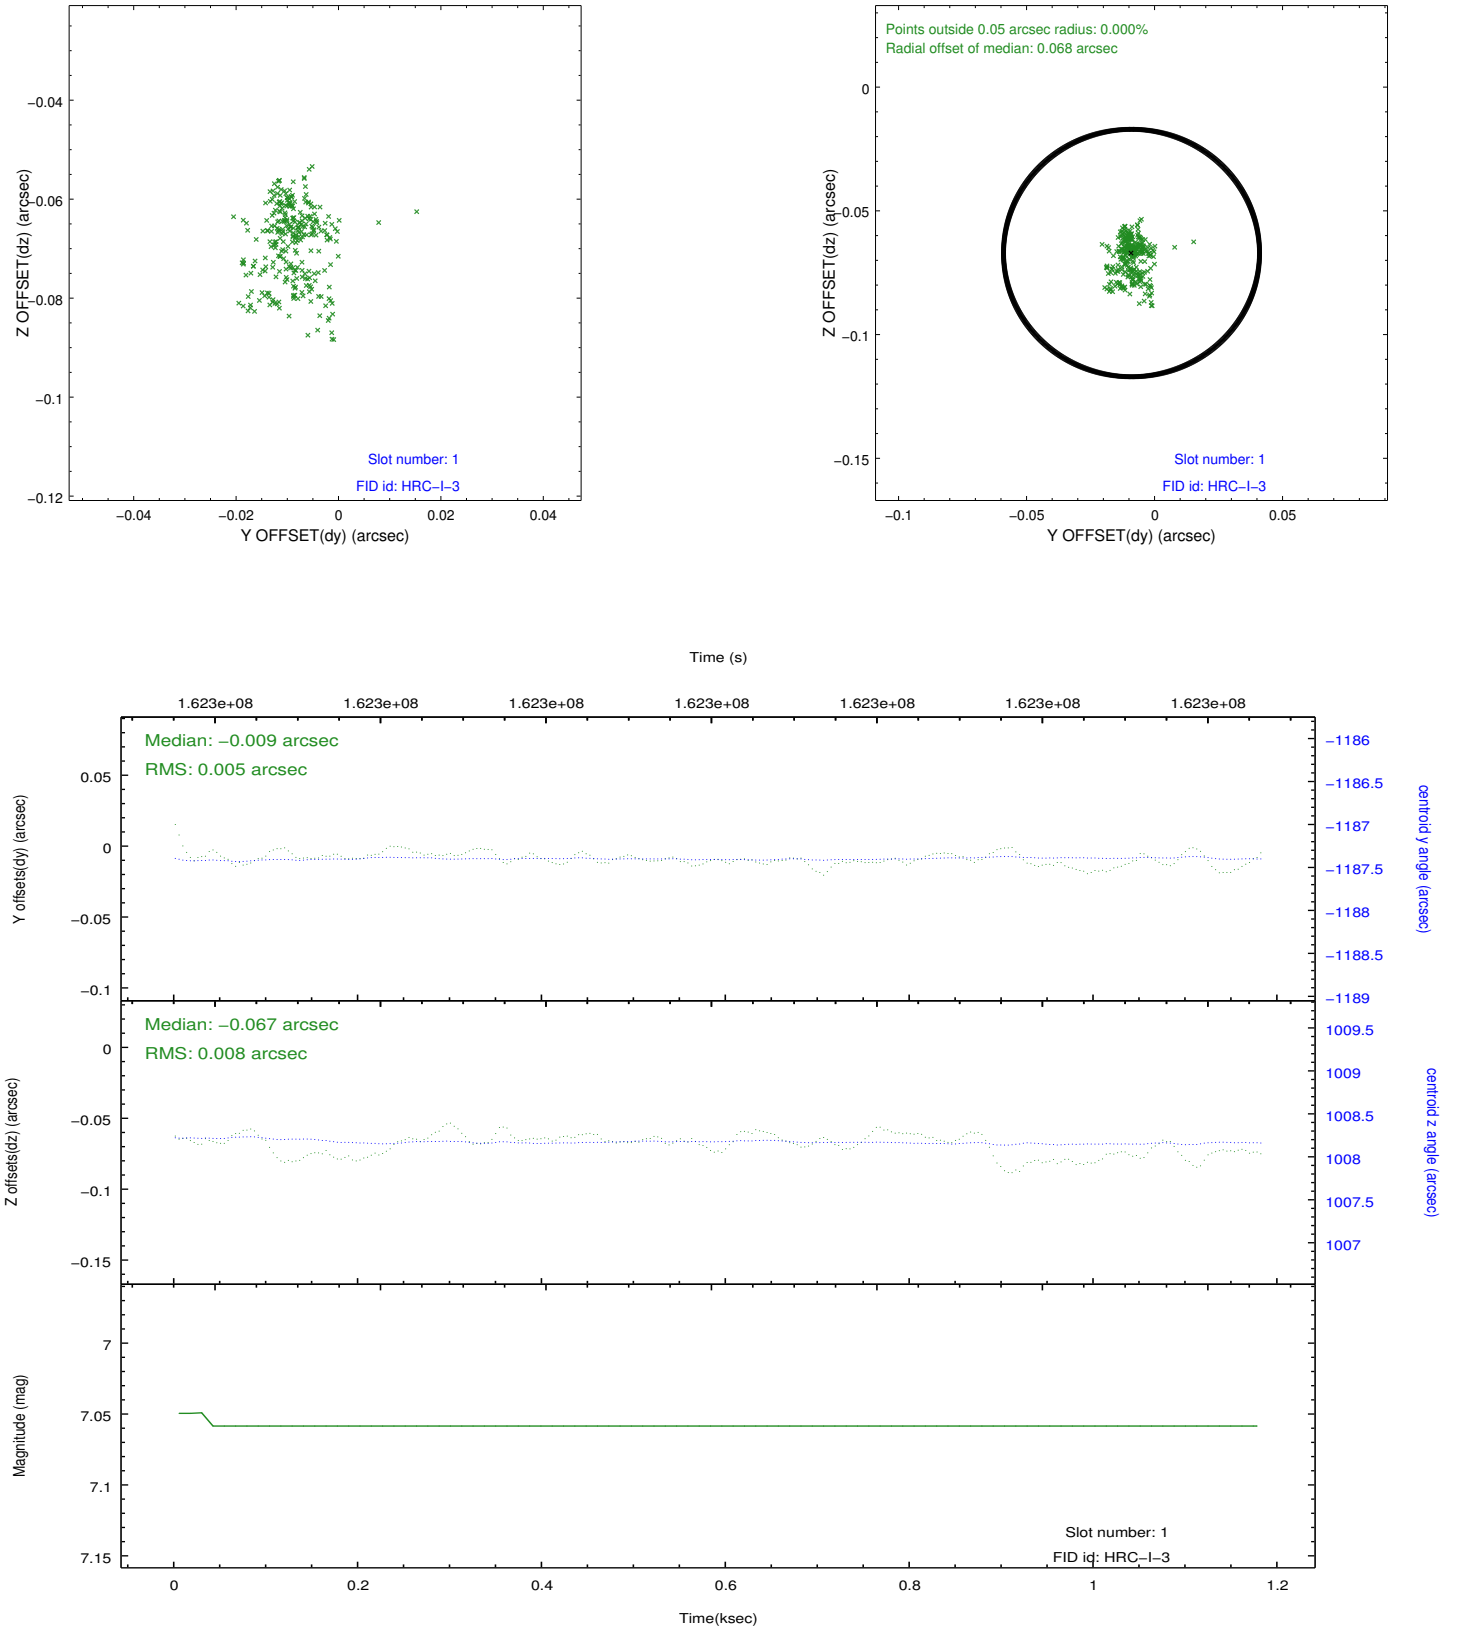 −0.04
−0.06
−0.08
−0.1
−0.12
Z OFFSET(dz) (arcsec)
Slot number: 1
FID id: HRC−I−3
−0.04
−0.02
0
0.02
0.04
Y OFFSET(dy) (arcsec)
Points outside 0.05 arcsec radius: 0.000%
Radial offset of median: 0.068 arcsec
0
−0.05
−0.1
−0.15
Z OFFSET(dz) (arcsec)
Slot number: 1
FID id: HRC−I−3
−0.1
−0.05
0
0.05
Y OFFSET(dy) (arcsec)
Time (s)
1.623e+08
1.623e+08
1.623e+08
1.623e+08
1.623e+08
1.623e+08
1.623e+08
Median: −0.009 arcsec
RMS: 0.005 arcsec
0.05
0
−0.05
−0.1
Y offsets(dy) (arcsec)
−1186
−1186.5
−1187
−1187.5
−1188
−1188.5
−1189
centroid y angle (arcsec)
Median: −0.067 arcsec
RMS: 0.008 arcsec
0
−0.05
−0.1
−0.15
Z offsets(dz) (arcsec)
1009.5
1009
1008.5
1008
1007.5
1007
centroid z angle (arcsec)
7
7.05
7.1
7.15
Magnitude (mag)
Slot number: 1
FID id: HRC−I−3
0
0.2
0.4
0.6
0.8
1
1.2
Time(ksec)